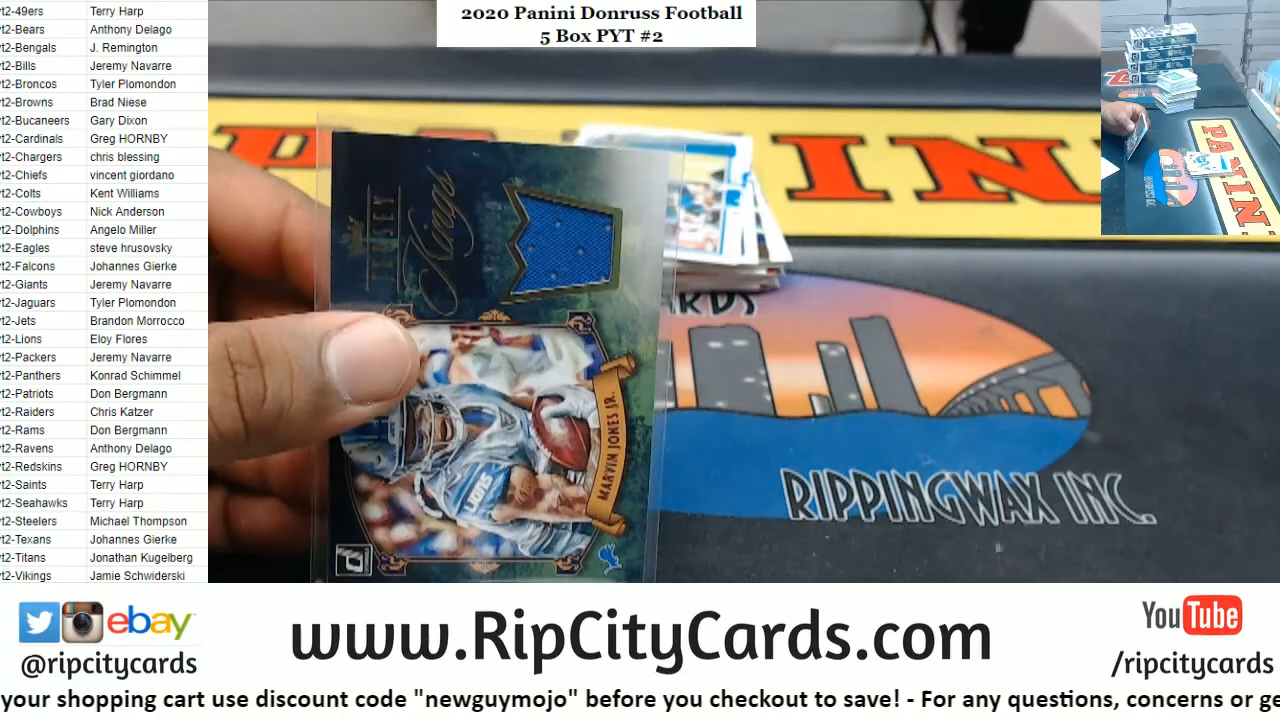 2020 Panini Donruss Football
5 Box PYT #2
t2-49ers Terry Harp
t2-Bears Anthony Delago
t2-Bengals J. Remington
t2-Bills Jeremy Navarre
t2-Broncos Tyler Plomondon
t2-Browns Brad Niese
t2-Bucaneers Gary Dixon
t2-Cardinals Greg HORNBY
t2-Chargers chris blessing
t2-Chiefs vincent giordano
t2-Colts Kent Williams
t2-Cowboys Nick Anderson
t2-Dolphins Angelo Miller
t2-Eagles steve hrusovsky
t2-Falcons Johannes Gierke
t2-Giants Jeremy Navarre
t2-Jaguars Tyler Plomondon
t2-Jets Brandon Morrocco
t2-Lions Eloy Flores
t2-Packers Jeremy Navarre
t2-Panthers Konrad Schimmel
t2-Patriots Don Bergmann
t2-Raiders Chris Katzer
t2-Rams Don Bergmann
t2-Ravens Anthony Delago
t2-Redskins Greg HORNBY
t2-Saints Terry Harp
t2-Seahawks Terry Harp
t2-Steelers Michael Thompson
t2-Texans Johannes Gierke
t2-Titans Jonathan Kugelberg
t2-Vikings Jamie Schwiderski
Kings
MARVIN JONES JR.
LIONS
ARDS
RIPPINGWAX INC.
PANIN
ebay
@ripcitycards
www.RipCityCards.com
YouTube
/ripcitycards
your shopping cart use discount code "newguymojo" before you checkout to save! - For any questions, concerns or ge